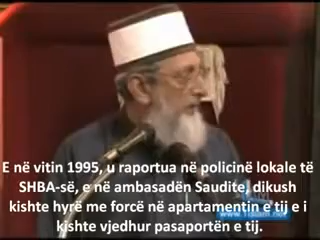 E në vitin 1995, u raportua në policinë lokale të
SHBA-së, e në ambasadën Saudite, dikush
kishte hyrë me forcë në apartamentin e tij e i
kishte vjedhur pasaportën e tij.